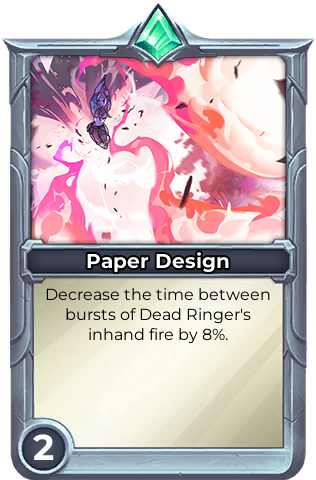 Paper Design
Decrease the time between
bursts of Dead Ringer's
inhand fire by 8%.
2